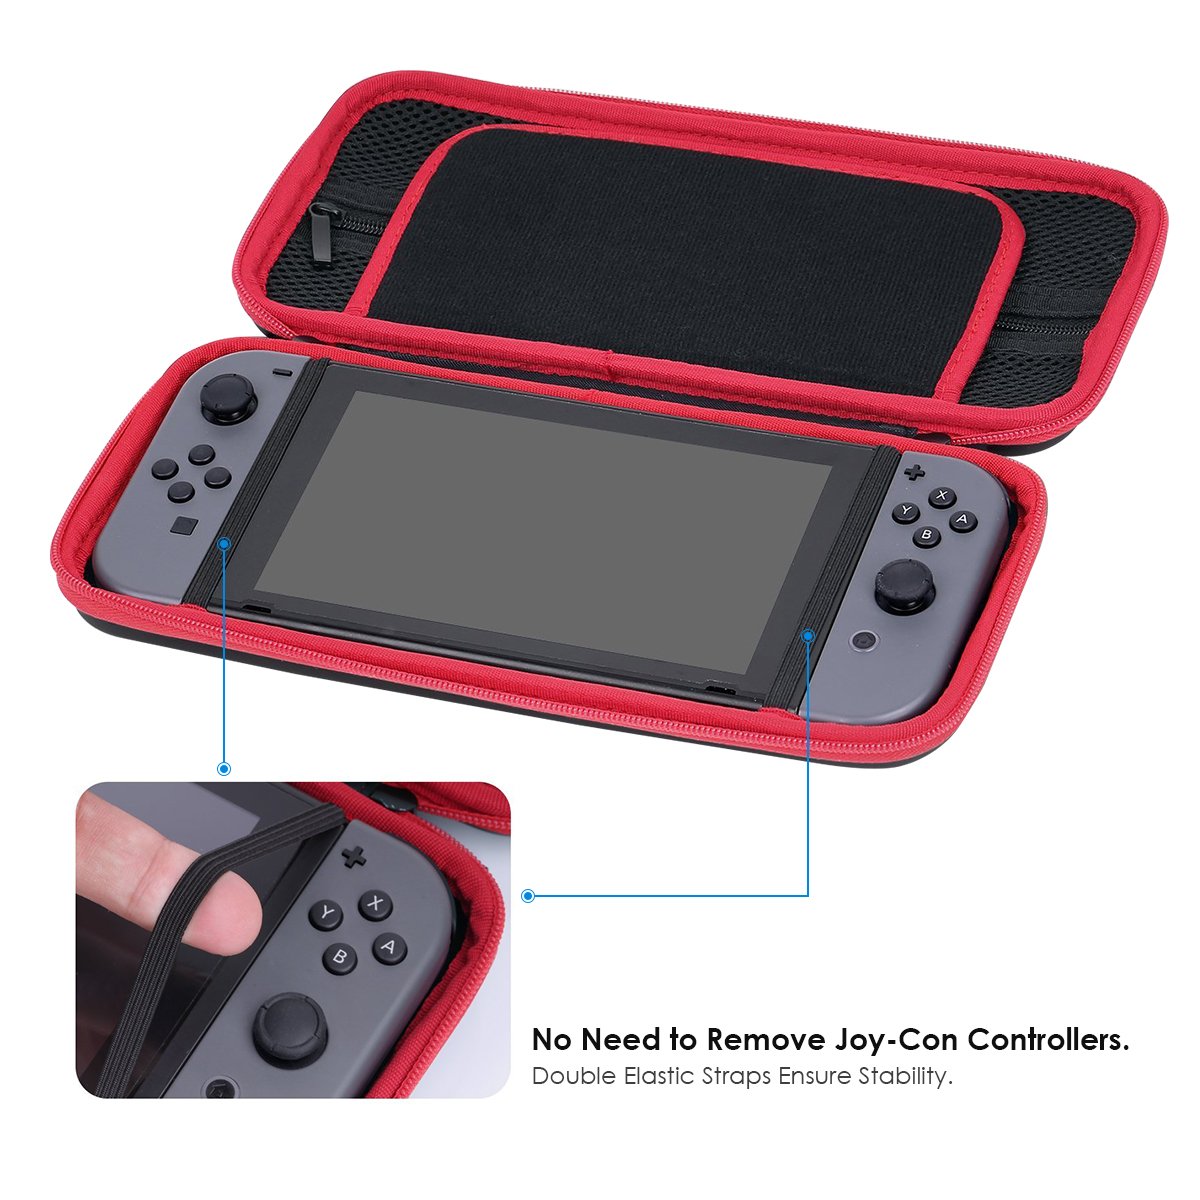 X
Y
A
B
X
Y
A
B
No Need to Remove Joy-Con Controllers.
Double Elastic Straps Ensure Stability.